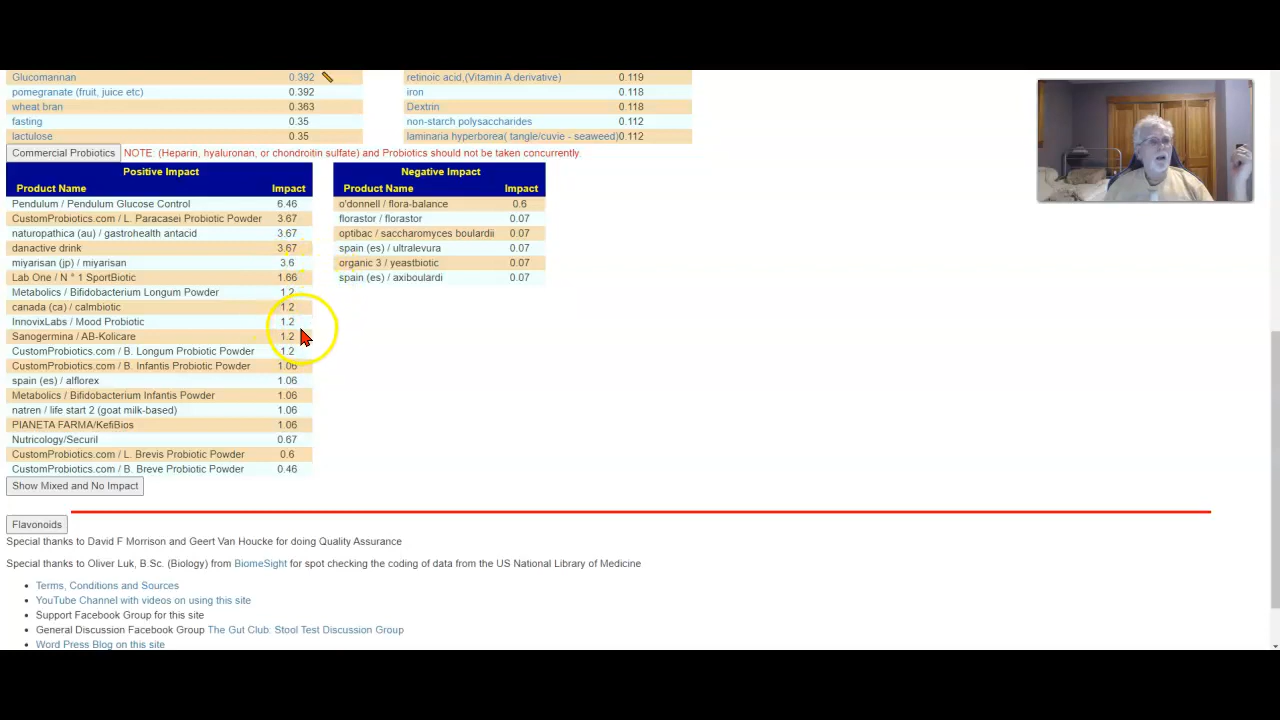 Glucomannan 0.392
pomegranate (fruit, juice etc) 0.392
wheat bran 0.363
fasting 0.35
lactulose 0.35
retinoic acid,(Vitamin A derivative) 0.119
iron 0.118
Dextrin 0.118
non-starch polysaccharides 0.112
laminaria hyperborea( tangle/cuvie - seaweed) 0.112
Commercial Probiotics NOTE: (Heparin, hyaluronan, or chondroitin sulfate) and Probiotics should not be taken concurrently.
Positive Impact
Product Name Impact
Pendulum / Pendulum Glucose Control 6.46
CustomProbiotics.com / L. Paracasei Probiotic Powder 3.67
naturopathica (au) / gastrohealth antacid 3.67
danactive drink 3.67
miyarisan (jp) / miyarisan 3.6
Lab One / N ° 1 SportBiotic 1.66
Metabolics / Bifidobacterium Longum Powder 1.2
canada (ca) / calmbiotic 1.2
InnovixLabs / Mood Probiotic 1.2
Sanogermina / AB-Kolicare 1.2
CustomProbiotics.com / B. Longum Probiotic Powder 1.2
CustomProbiotics.com / B. Infantis Probiotic Powder 1.06
spain (es) / alflorex 1.06
Metabolics / Bifidobacterium Infantis Powder 1.06
natren / life start 2 (goat milk-based) 1.06
PIANETA FARMA/KefiBios 1.06
Nutricology/Securil 0.67
CustomProbiotics.com / L. Brevis Probiotic Powder 0.6
CustomProbiotics.com / B. Breve Probiotic Powder 0.46
Negative Impact
Product Name Impact
o'donnell / flora-balance 0.6
florastor / florastor 0.07
optibac / saccharomyces boulardii 0.07
spain (es) / ultralevura 0.07
organic 3 / yeastbiotic 0.07
spain (es) / axiboulardi 0.07
Show Mixed and No Impact
Flavonoids
Special thanks to David F Morrison and Geert Van Houcke for doing Quality Assurance
Special thanks to Oliver Luk, B.Sc. (Biology) from BiomeSight for spot checking the coding of data from the US National Library of Medicine
Terms, Conditions and Sources
YouTube Channel with videos on using this site
Support Facebook Group for this site
General Discussion Facebook Group The Gut Club: Stool Test Discussion Group
Word Press Blog on this site